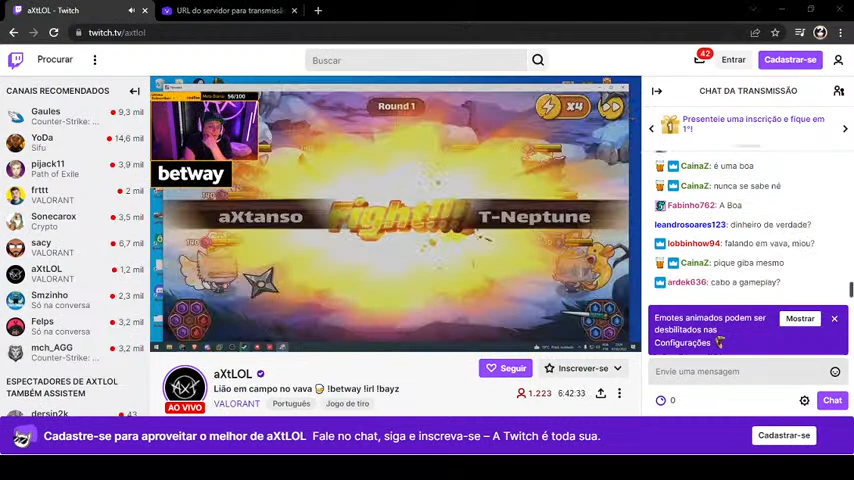 aXtLOL - Twitch
URL do servidor para transmissã
twitch.tv/axtlol
Procurar
Buscar
42
Entrar
Cadastrar-se
CANAIS RECOMENDADOS
Gaules
Counter-Strike: ...
9,3 mil
YoDa
Sifu
14,6 mil
pijack11
Path of Exile
3,9 mil
frttt
VALORANT
2 mil
Sonecarox
Crypto
3,5 mil
sacy
VALORANT
6,7 mil
aXtLOL
VALORANT
1,2 mil
Smzinho
Só na conversa
2,3 mil
Felps
Só na conversa
3,2 mil
mch_AGG
Counter-Strike: ...
3,2 mil
ESPECTADORES DE AXTLOL
TAMBÉM ASSISTEM
dersin2k
43
56/100
betway
Round 1
X4
aXtanso
Fight!!!
T-Neptune
aXtLOL
Lião em campo no vava !betway !irl !bayz
VALORANT
Português
Jogo de tiro
AO VIVO
Seguir
Inscrever-se
1.223
6:42:33
CHAT DA TRANSMISSÃO
Presenteie uma inscrição e fique em
1º!
CainaZ: é uma boa
CainaZ: nunca se sabe né
Fabinho762: A Boa
leandrosoares123: dinheiro de verdade?
lobbinhow94: falando em vava, miou?
CainaZ: pique giba mesmo
ardek636: cabo a gameplay?
Emotes animados podem ser
desbilitados nas
Configurações
Mostrar
Envie uma mensagem
0
Chat
Cadastre-se para aproveitar o melhor de aXtLOL Fale no chat, siga e inscreva-se – A Twitch é toda sua.
Cadastrar-se